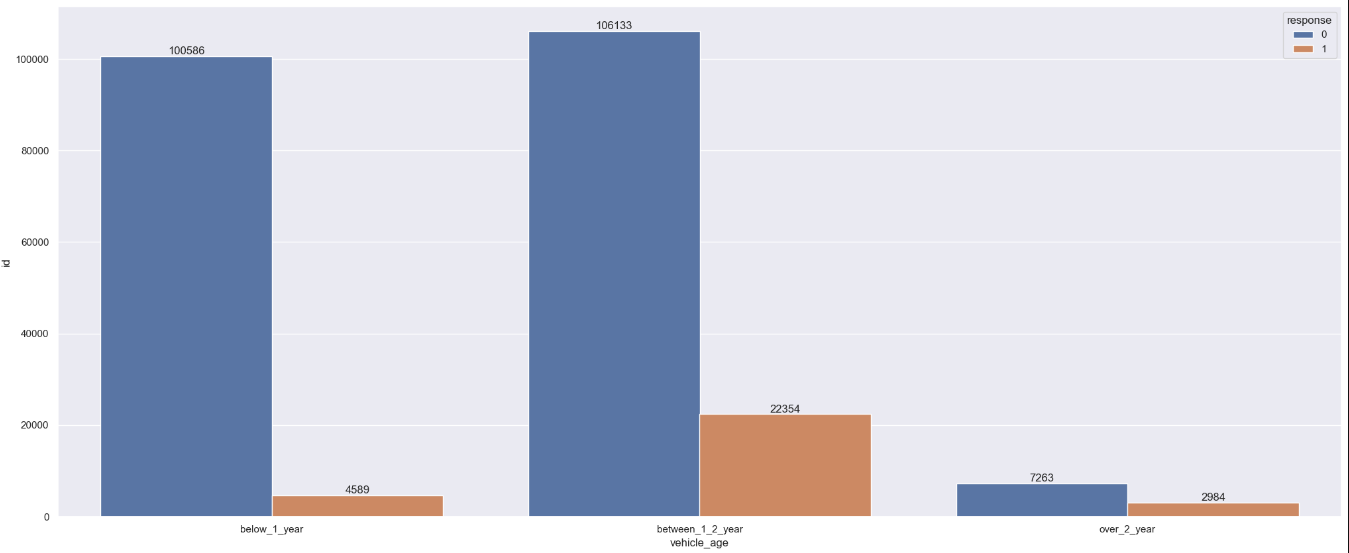 response
0
1
106133
100586
100000
80000
60000
id
40000
22354
20000
7263
4589
2984
0
below_1_year
between_1_2_year
over_2_year
vehicle_age